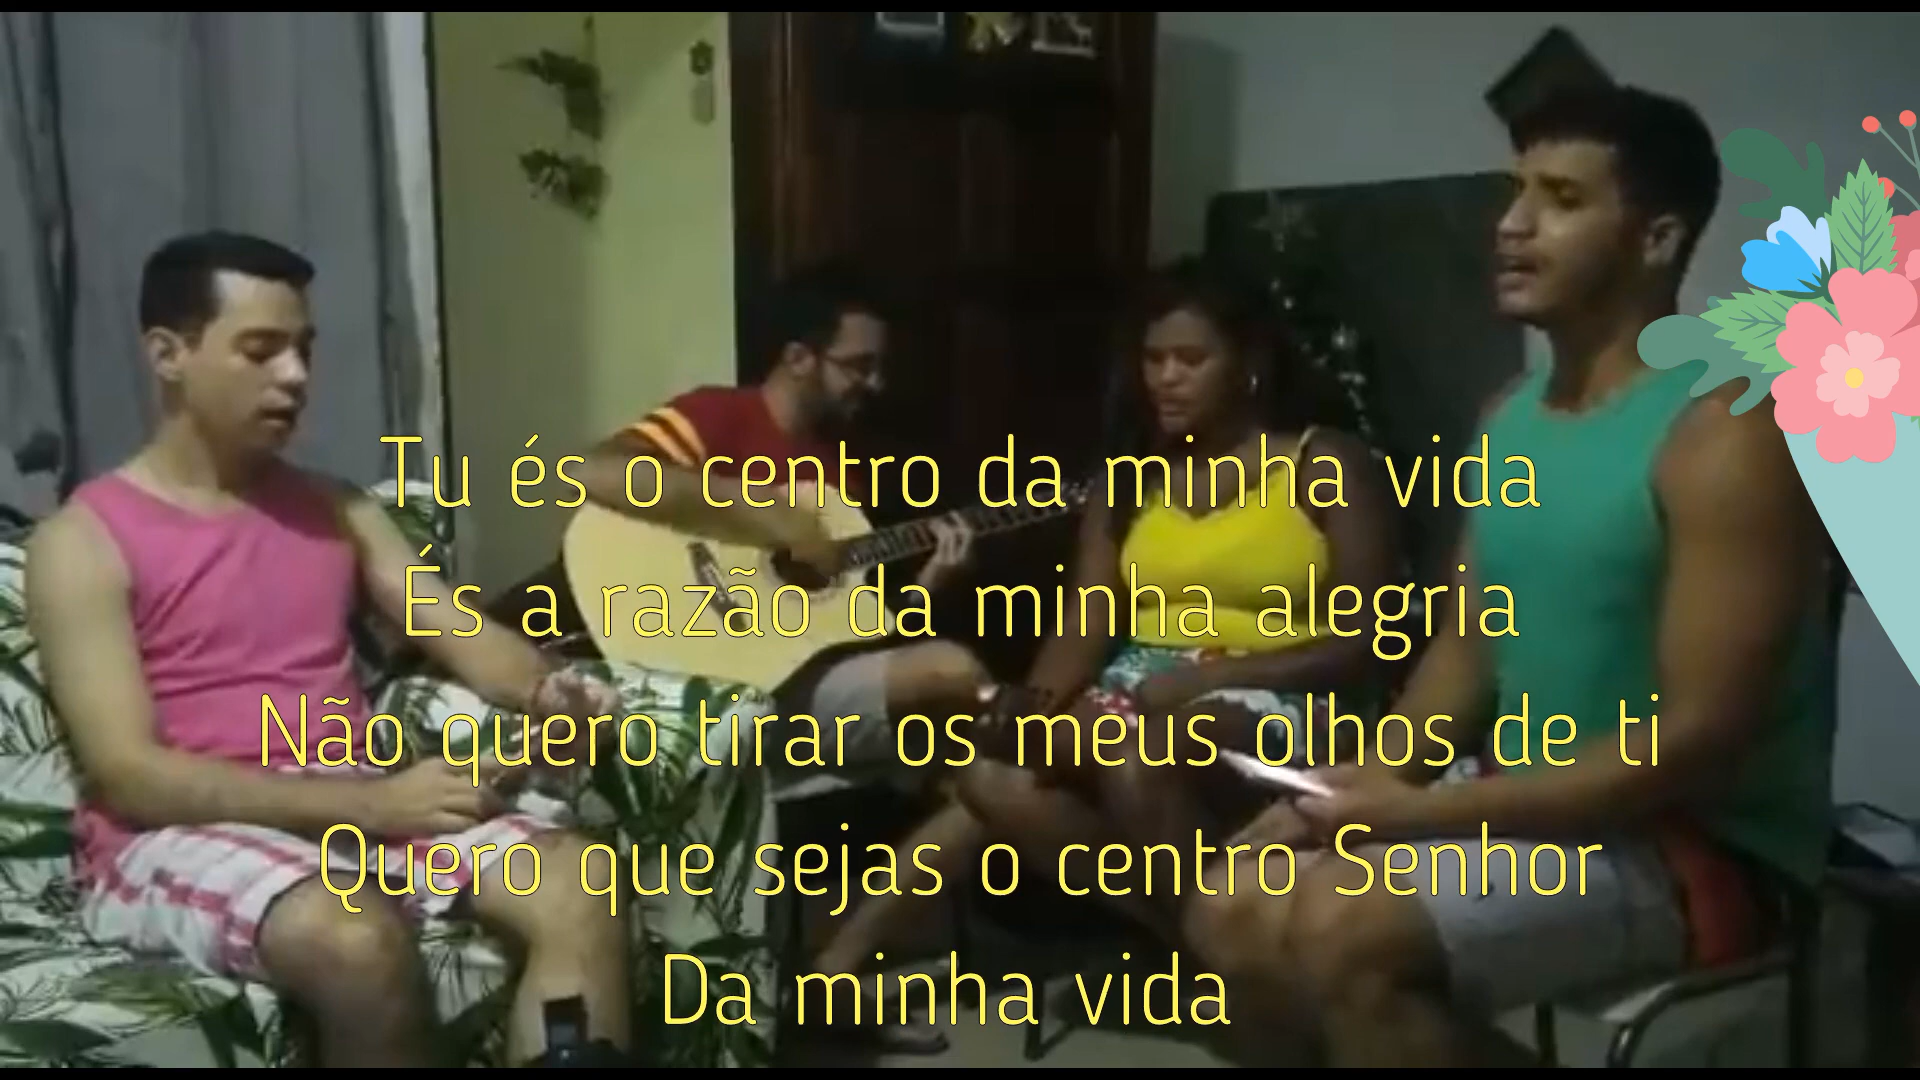 Tu és o centro da minha vida
És a razão da minha alegria
Não quero tirar os meus olhos de ti
Quero que sejas o centro Senhor
Da minha vida